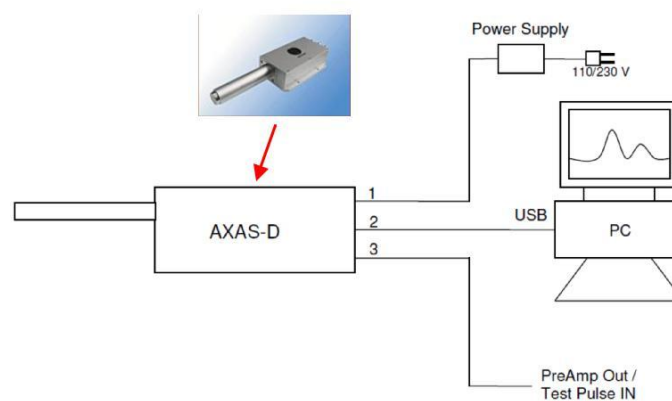 Power Supply
110/230 V
1
AXAS-D
2
USB
PC
3
PreAmp Out /
Test Pulse IN